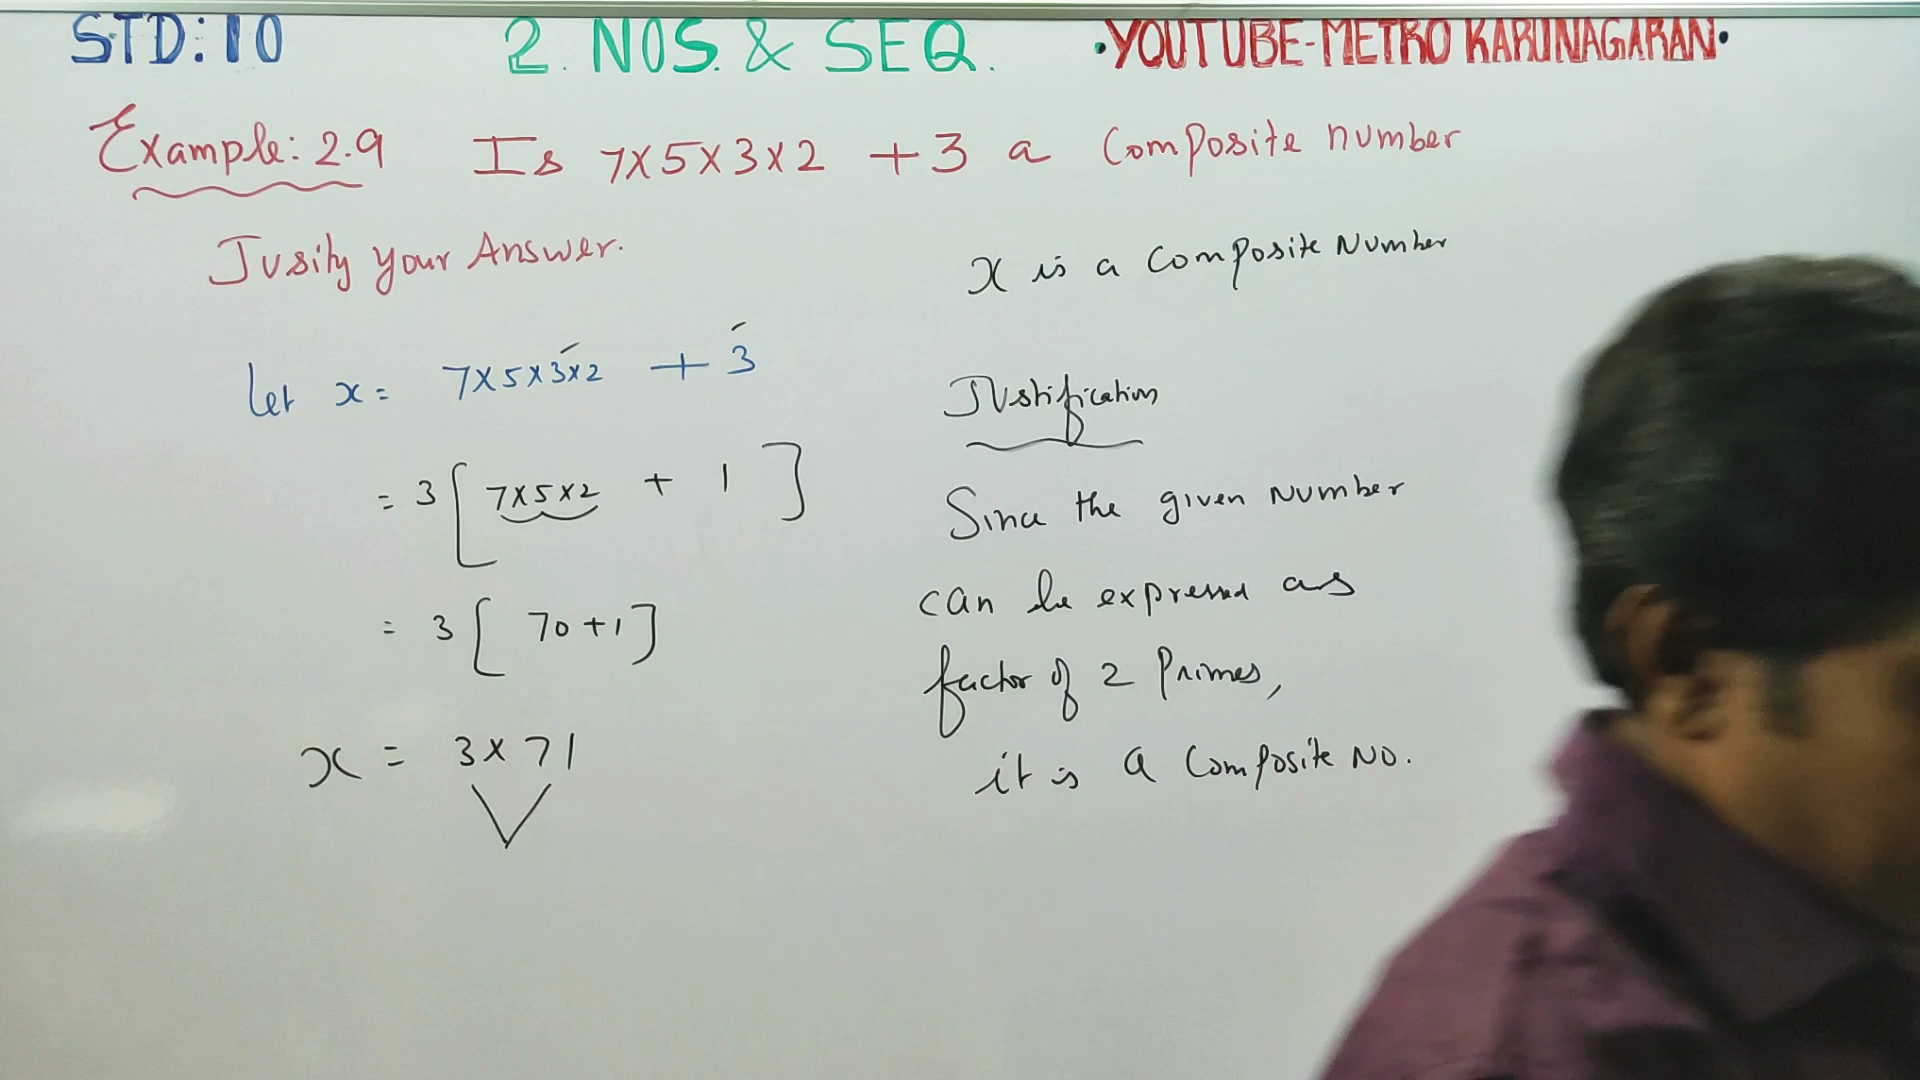 STD: 10 2. NOS. & SEQ. •YOUTUBE-METRO KARUNAGARAN•
Example: 2.9 Is 7x5x3x2 +3 a Composite number
Jusity your Answer.
let x = 7x5x3x2 + 3
= 3 [ 7x5x2 + 1 ]
= 3 [ 70+1 ]
x = 3x71
x is a Composite Number
Justification
Since the given Number
can be expressed as
factor of 2 Primes,
it is a Composite No.